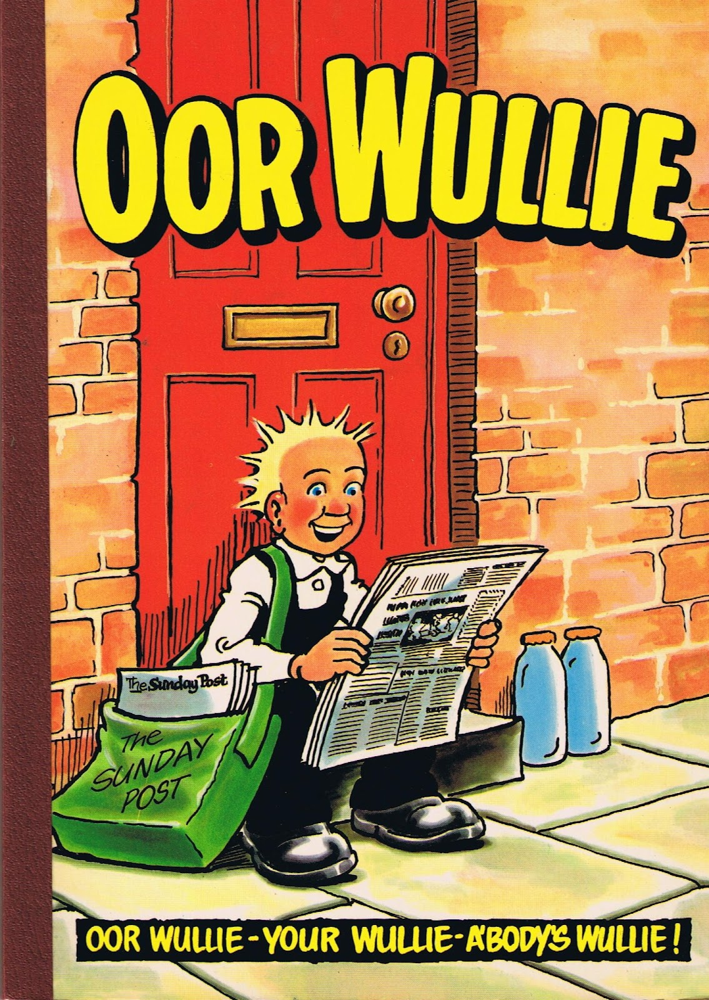 OOR WULLIE
The Sunday Post
THE
SUNDAY
POST
OOR WULLIE-YOUR WULLIE-A'BODY'S WULLIE!